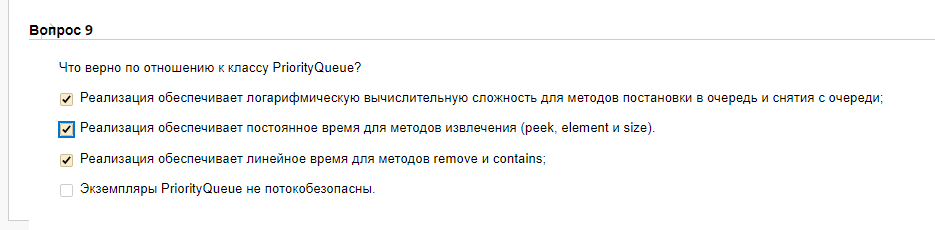 Вопрос 9
Что верно по отношению к классу PriorityQueue?
Реализация обеспечивает логарифмическую вычислительную сложность для методов постановки в очередь и снятия с очереди;
Реализация обеспечивает постоянное время для методов извлечения (peek, element и size).
Реализация обеспечивает линейное время для методов remove и contains;
Экземпляры PriorityQueue не потокобезопасны.